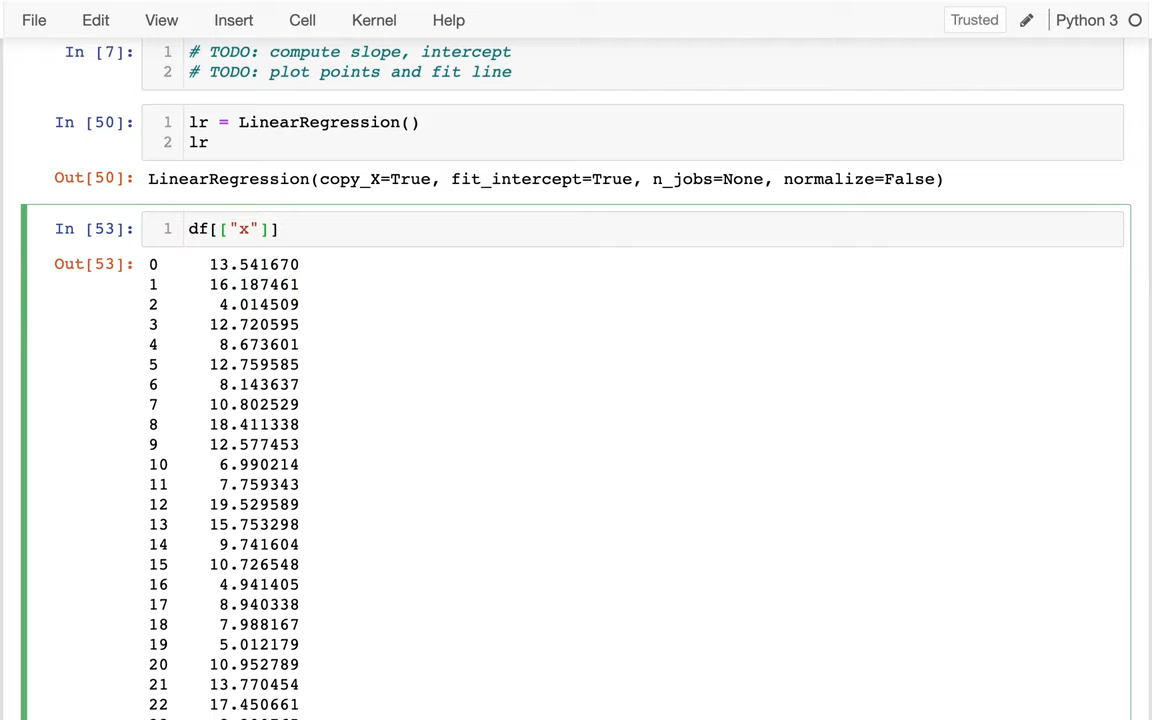 File Edit View Insert Cell Kernel Help Trusted Python 3
In [7]: 1 # TODO: compute slope, intercept
2 # TODO: plot points and fit line
In [50]: 1 lr = LinearRegression()
2 lr
Out[50]: LinearRegression(copy_X=True, fit_intercept=True, n_jobs=None, normalize=False)
In [53]: 1 df[["x"]]
Out[53]: 0 13.541670
1 16.187461
2 4.014509
3 12.720595
4 8.673601
5 12.759585
6 8.143637
7 10.802529
8 18.411338
9 12.577453
10 6.990214
11 7.759343
12 19.529589
13 15.753298
14 9.741604
15 10.726548
16 4.941405
17 8.940338
18 7.988167
19 5.012179
20 10.952789
21 13.770454
22 17.450661